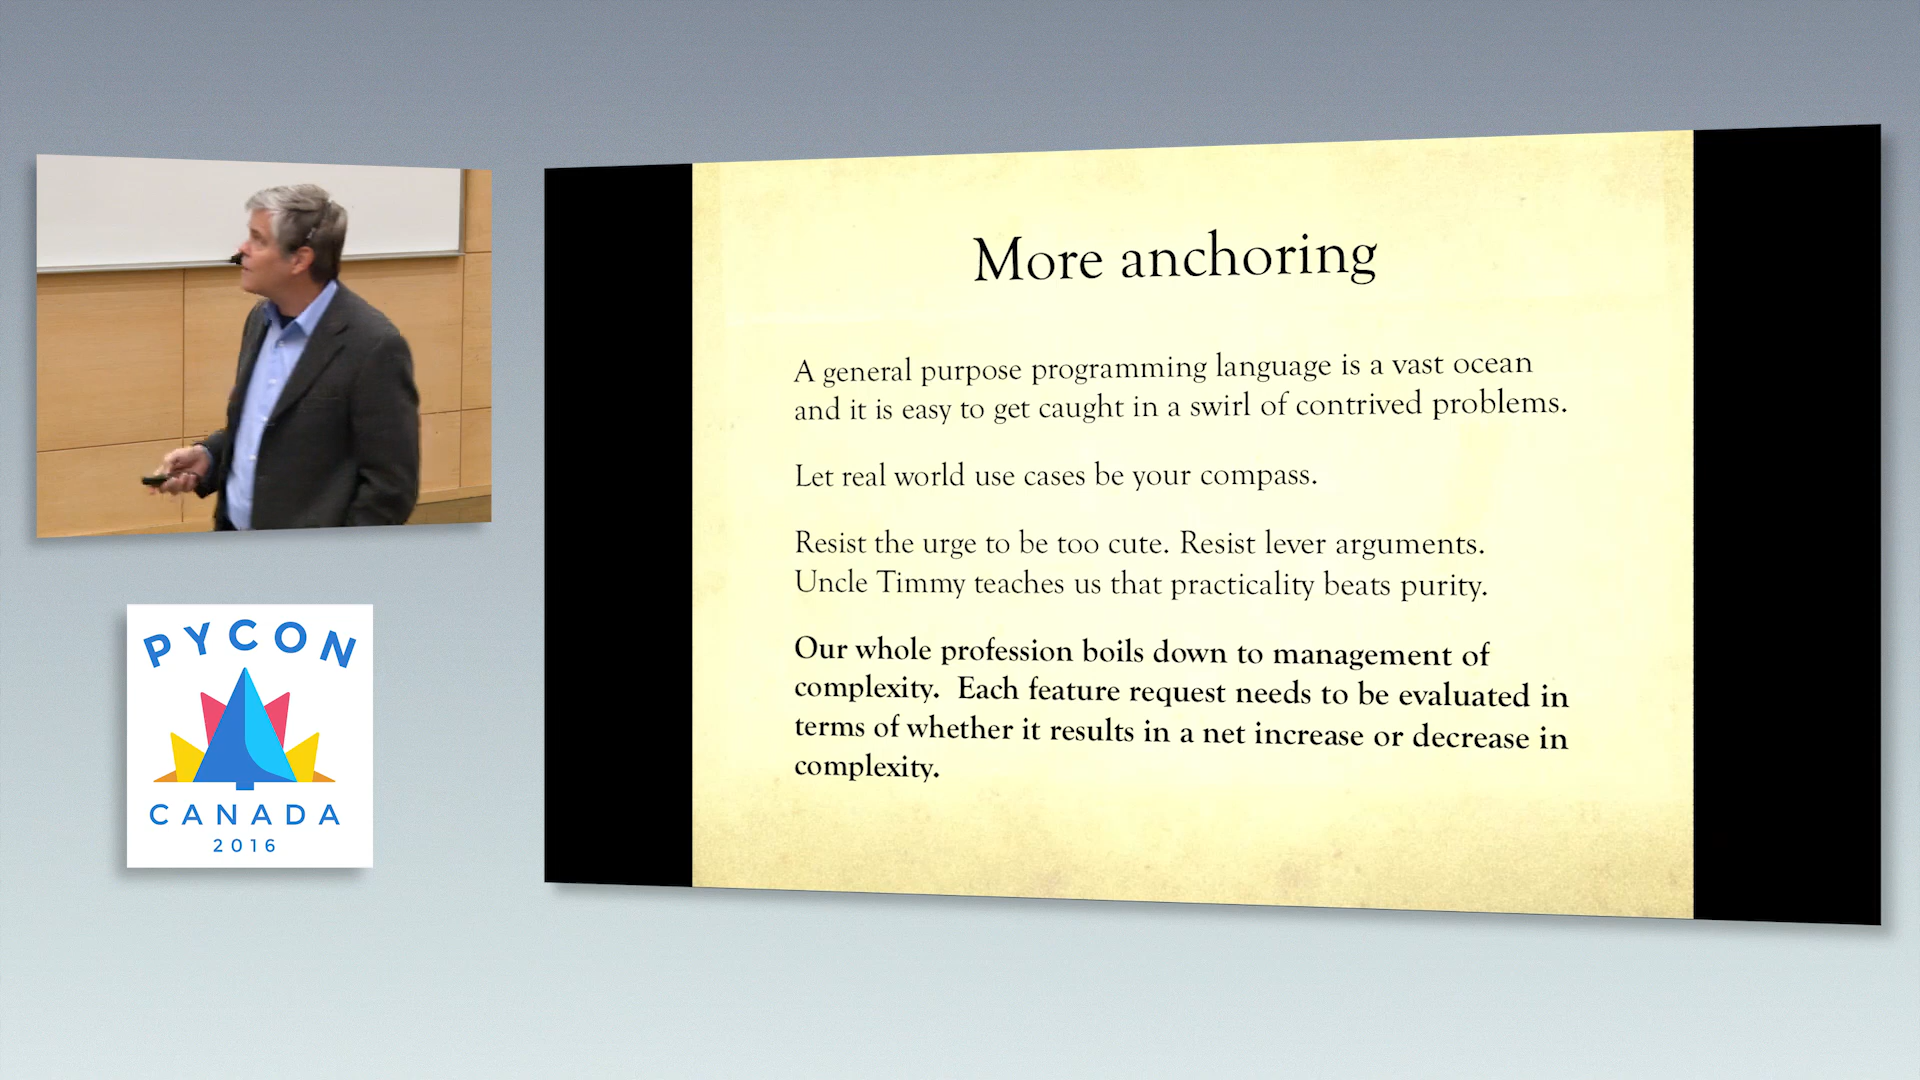 More anchoring
A general purpose programming language is a vast ocean
and it is easy to get caught in a swirl of contrived problems.
Let real world use cases be your compass.
Resist the urge to be too cute. Resist lever arguments.
Uncle Timmy teaches us that practicality beats purity.
Our whole profession boils down to management of
complexity. Each feature request needs to be evaluated in
terms of whether it results in a net increase or decrease in
complexity.
PYCON
CANADA
2016